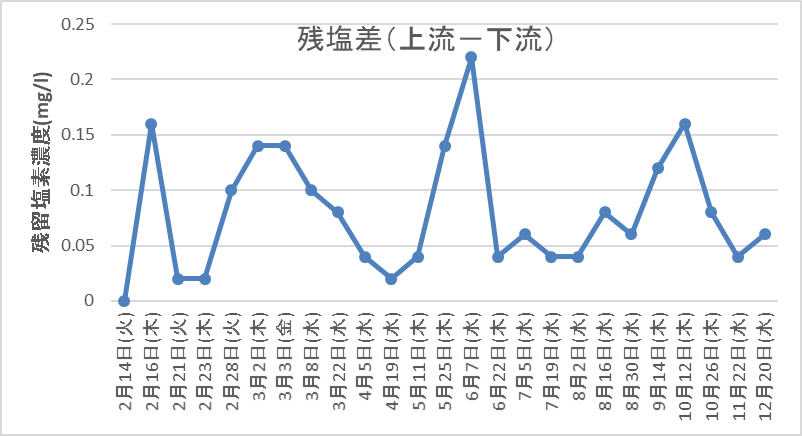 残塩差（上流－下流）
残留塩素濃度(mg/l)
0.25
0.2
0.15
0.1
0.05
0
2月14日(火)
2月16日(木)
2月21日(火)
2月23日(木)
2月28日(火)
3月2日(木)
3月3日(金)
3月8日(水)
3月22日(水)
4月5日(水)
4月19日(水)
5月11日(木)
5月25日(木)
6月7日(水)
6月22日(木)
7月5日(水)
7月19日(水)
8月2日(水)
8月16日(水)
8月30日(水)
9月14日(木)
10月12日(木)
10月26日(木)
11月22日(水)
12月20日(水)